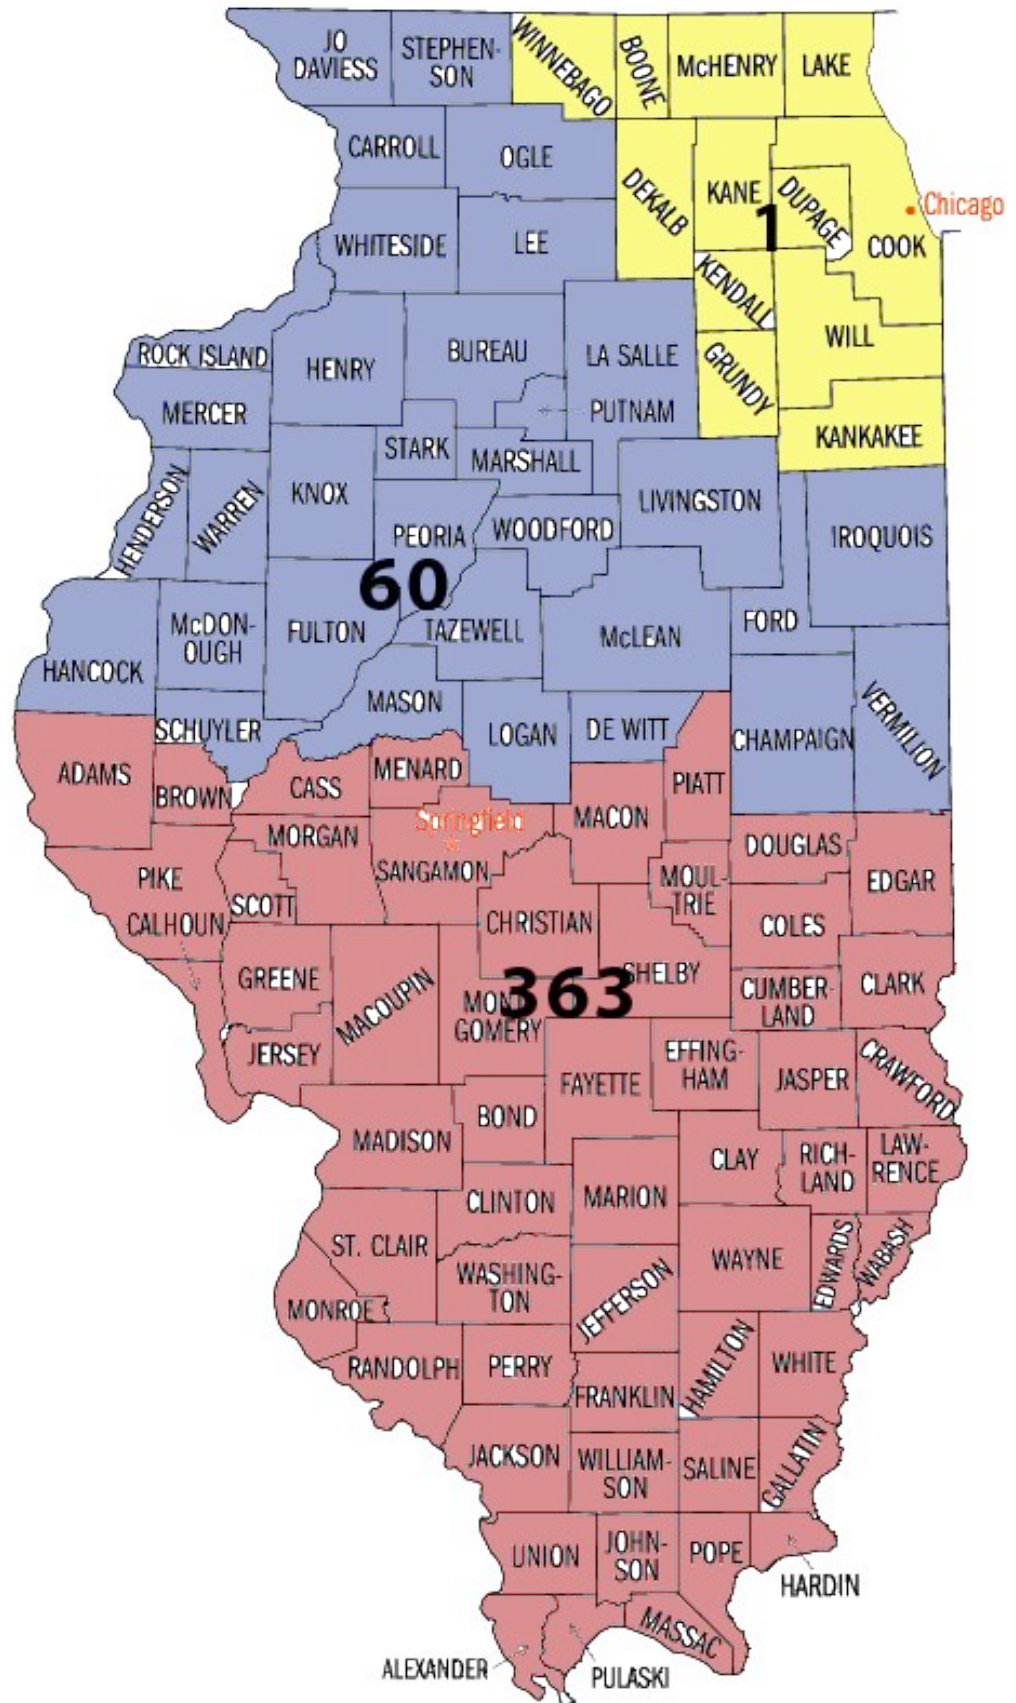 JO
DAVIESS
STEPHEN-
SON
WINNEBAGO
BOONE
McHENRY
LAKE
CARROLL
OGLE
DEKALB
KANE
DUPAGE
1
Chicago
COOK
WHITESIDE
LEE
KENDALL
ROCK ISLAND
HENRY
BUREAU
LA SALLE
GRUNDY
WILL
MERCER
PUTNAM
KANKAKEE
STARK
MARSHALL
HENDERSON
WARREN
KNOX
PEORIA
WOODFORD
LIVINGSTON
IROQUOIS
60
HANCOCK
McDON-
OUGH
FULTON
TAZEWELL
McLEAN
FORD
SCHUYLER
MASON
LOGAN
DE WITT
CHAMPAIGN
VERMILION
ADAMS
BROWN
CASS
MENARD
PIATT
Springfield
MACON
MORGAN
DOUGLAS
PIKE
SCOTT
SANGAMON
MOUL-
TRIE
EDGAR
CALHOUN
CHRISTIAN
COLES
GREENE
MACOUPIN
MONT
GOMERY
363
SHELBY
CUMBER-
LAND
CLARK
JERSEY
FAYETTE
EFFING-
HAM
JASPER
CRAWFORD
MADISON
BOND
CLAY
RICH-
LAND
LAW-
RENCE
CLINTON
MARION
ST. CLAIR
WASHING-
TON
JEFFERSON
WAYNE
EDWARDS
WABASH
MONROE
RANDOLPH
PERRY
FRANKLIN
HAMILTON
WHITE
JACKSON
WILLIAM-
SON
SALINE
GALLATIN
UNION
JOHN-
SON
POPE
HARDIN
MASSAC
ALEXANDER
PULASKI